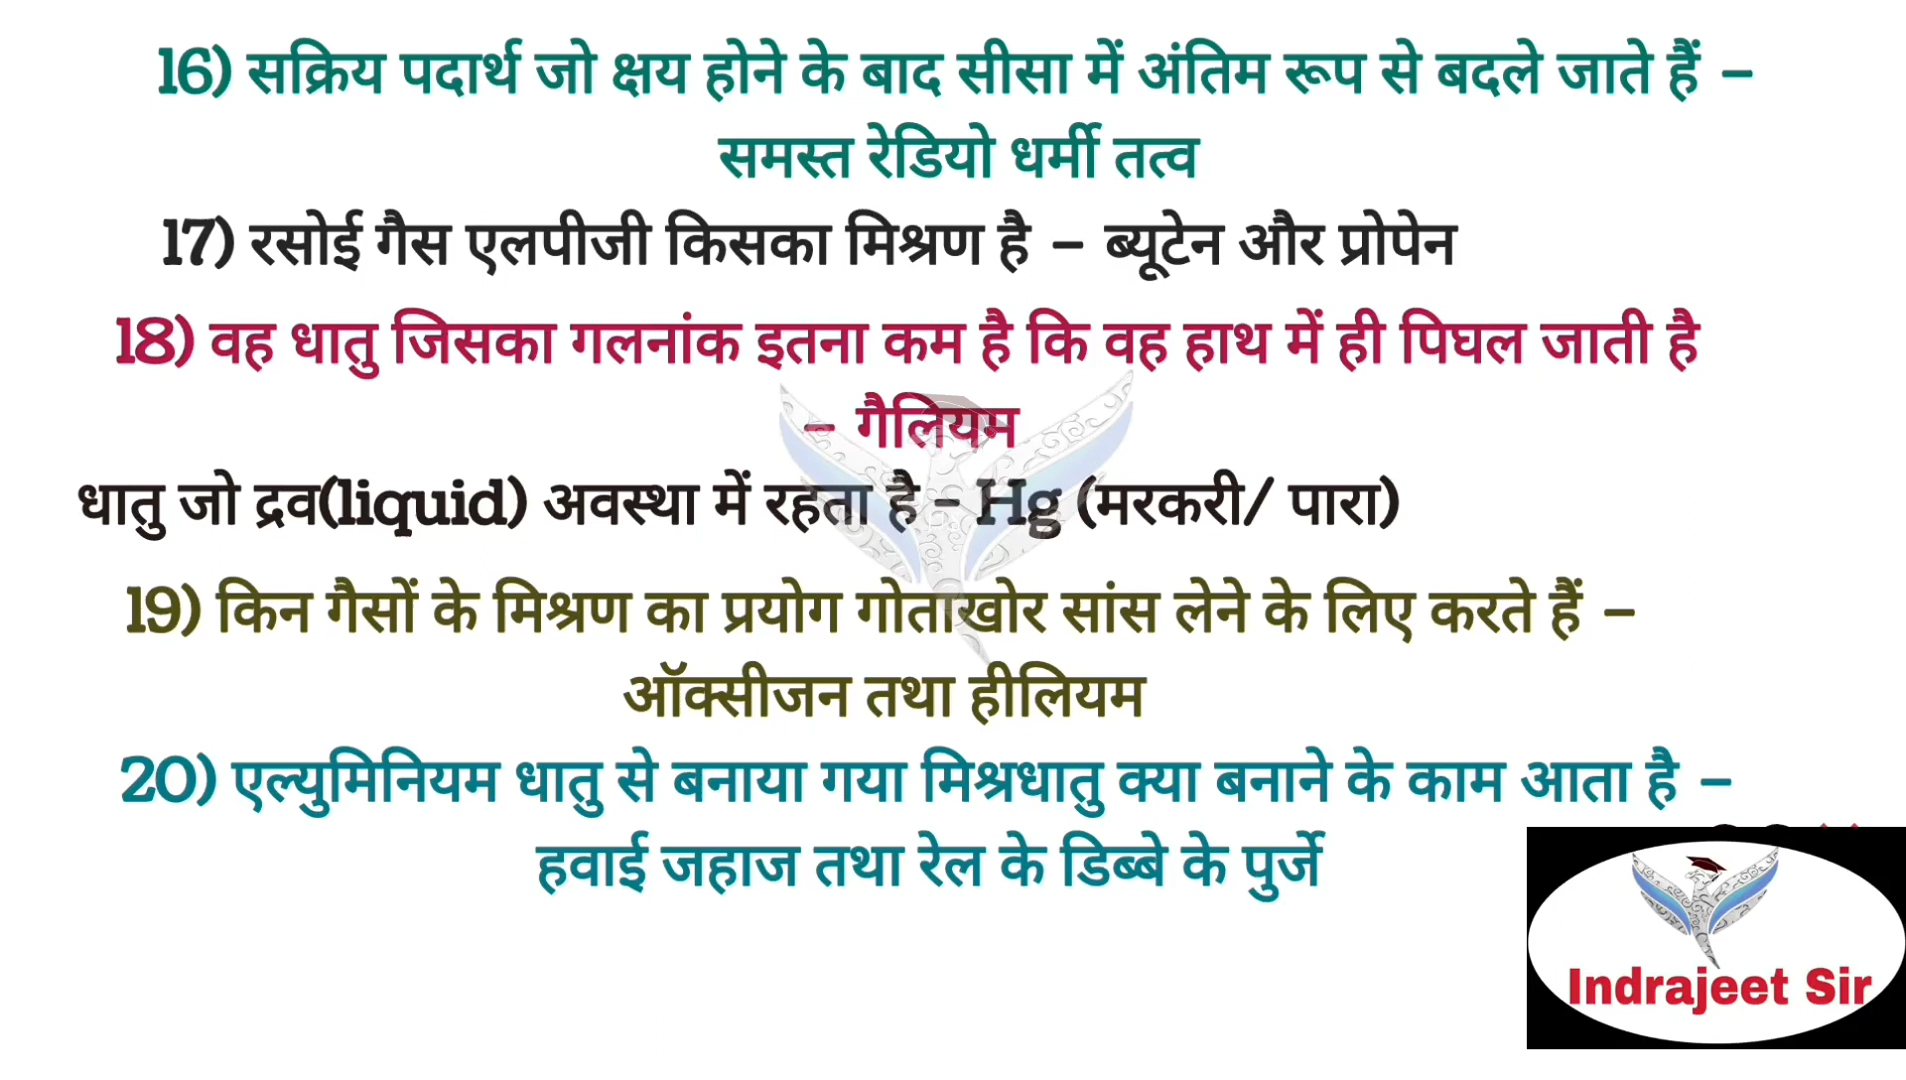 16) सक्रिय पदार्थ जो क्षय होने के बाद सीसा में अंतिम रूप से बदले जाते हैं –
समस्त रेडियो धर्मी तत्व
17) रसोई गैस एलपीजी किसका मिश्रण है – ब्यूटेन और प्रोपेन
18) वह धातु जिसका गलनांक इतना कम है कि वह हाथ में ही पिघल जाती है
– गैलियम
धातु जो द्रव(liquid) अवस्था में रहता है - Hg (मरकरी/ पारा)
19) किन गैसों के मिश्रण का प्रयोग गोताखोर सांस लेने के लिए करते हैं –
ऑक्सीजन तथा हीलियम
20) एल्युमिनियम धातु से बनाया गया मिश्रधातु क्या बनाने के काम आता है –
हवाई जहाज तथा रेल के डिब्बे के पुर्जे
Indrajeet Sir